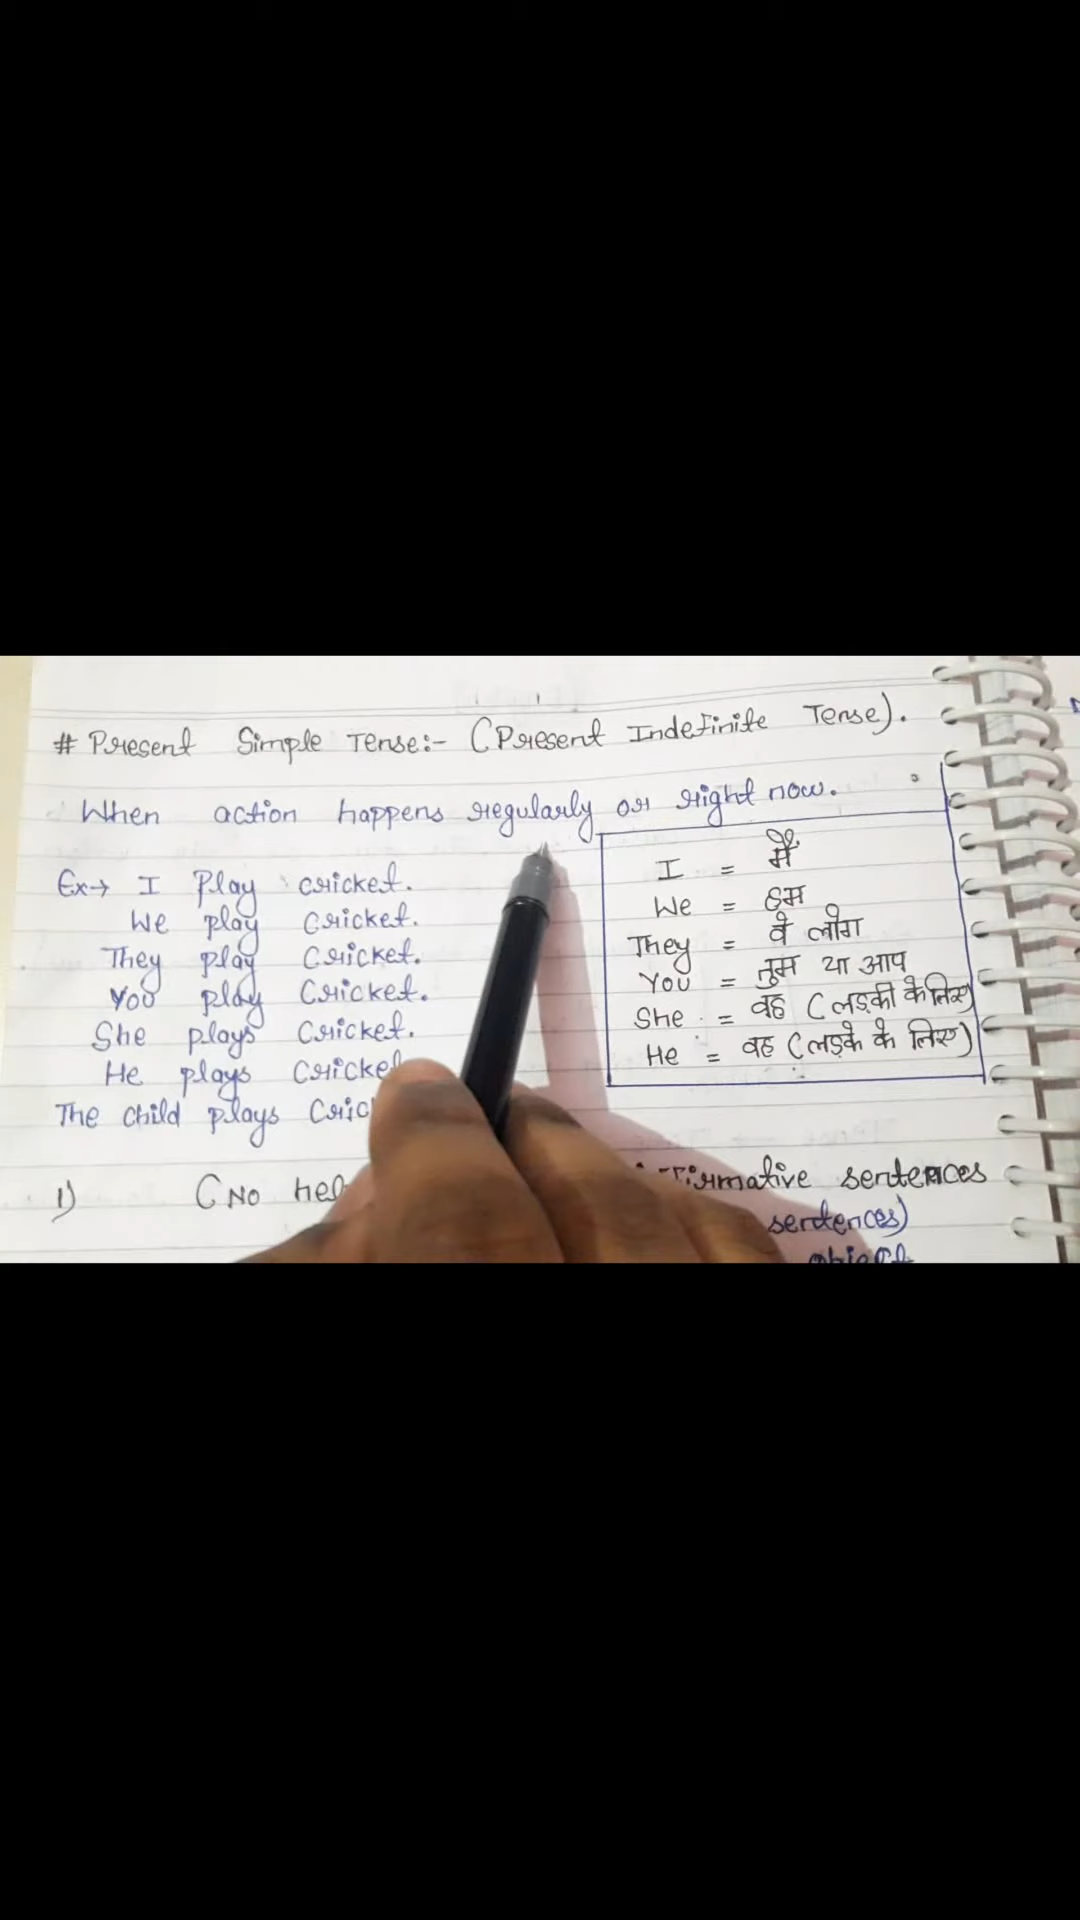 # Present Simple Tense:- (Present Indefinite Tense).
When action happens regularly or right now.
Ex→ I Play cricket.
We play cricket.
They play cricket.
You play cricket.
She plays cricket.
He plays
The child plays
I = मैं
We = हम
They = वे लोग
You = तुम या आप
She = वह (लड़की के लिए)
He = वह (लड़के के लिए)
1) (No sentences
sentences)
object